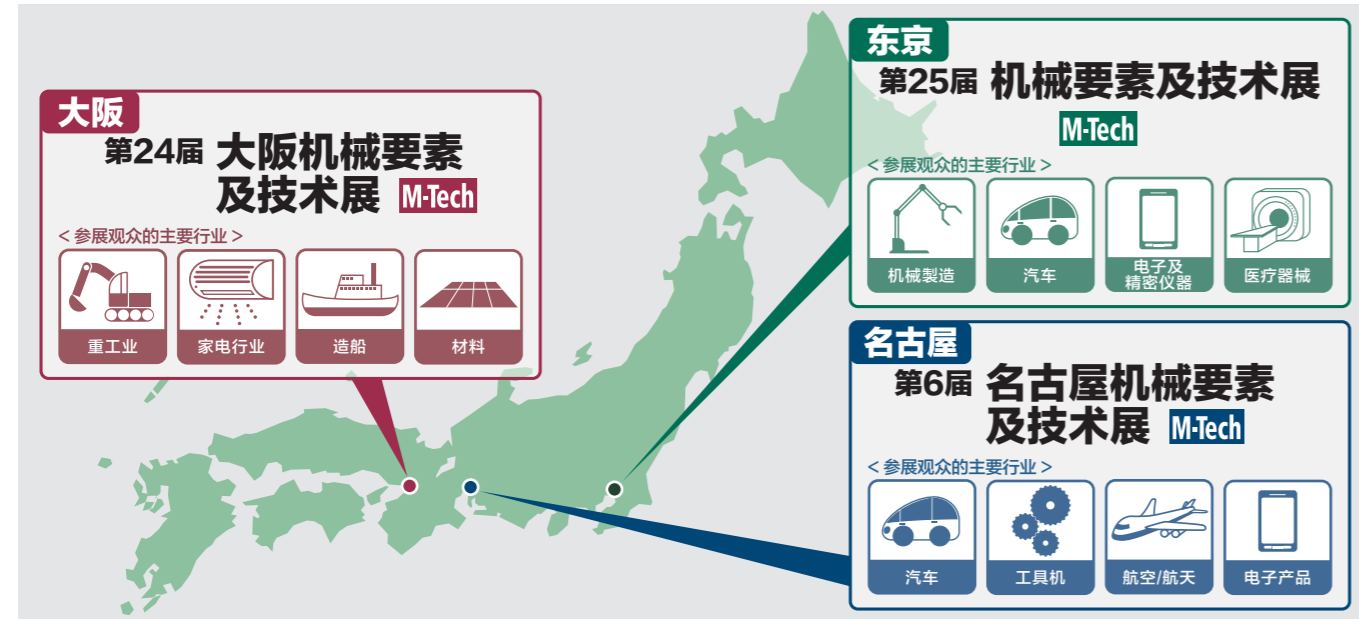 大阪
第24届 大阪机械要素
及技术展 M-Tech
< 参展观众的主要行业 >
重工业
家电行业
造船
材料
东京
第25届 机械要素及技术展
M-Tech
< 参展观众的主要行业 >
机械製造
汽车
电子及
精密仪器
医疗器械
名古屋
第6届 名古屋机械要素
及技术展 M-Tech
< 参展观众的主要行业 >
汽车
工具机
航空/航天
电子产品